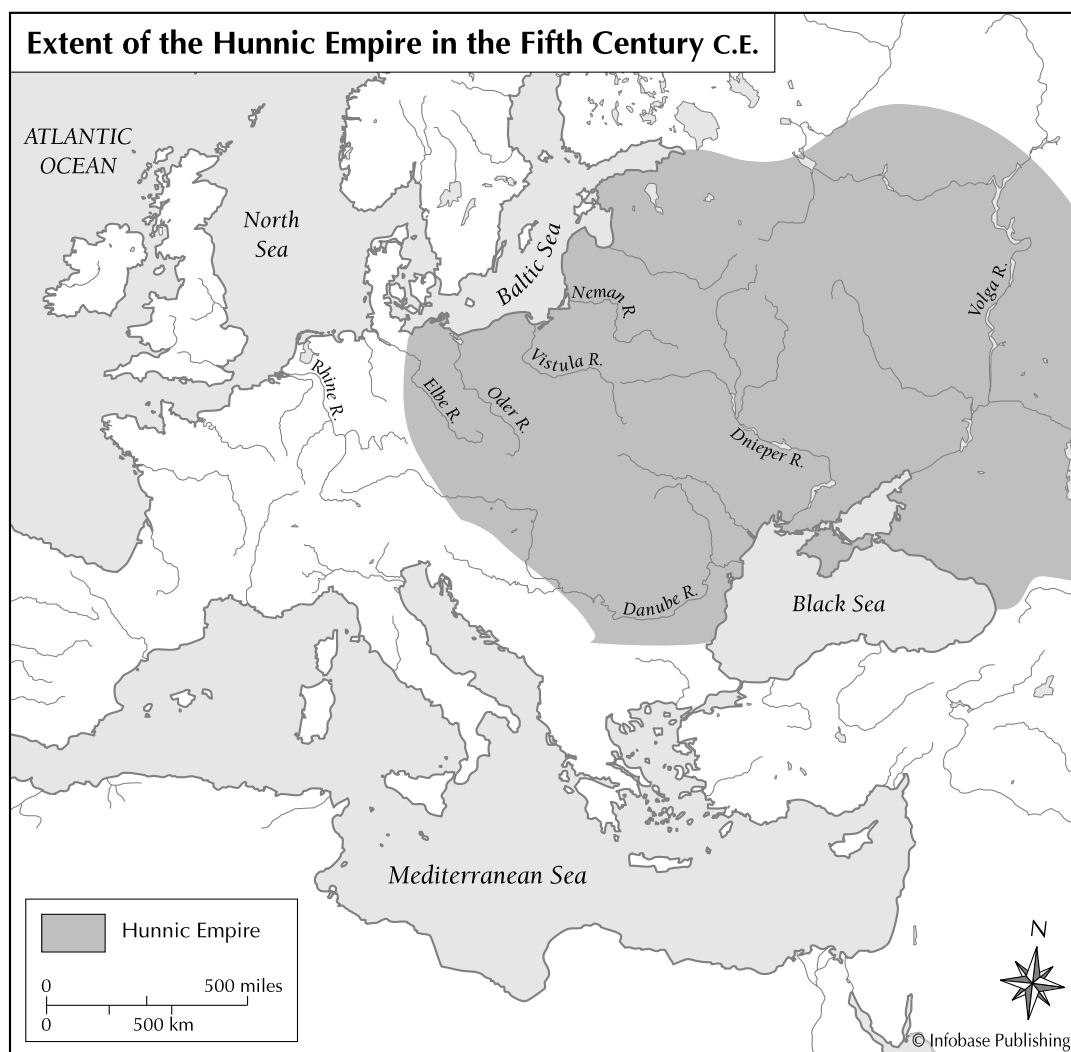 Extent of the Hunnic Empire in the Fifth Century C.E.
ATLANTIC
OCEAN
North
Sea
Baltic Sea
Neman R.
Volga R.
Vistula R.
Rhine R.
Elbe R.
Oder R.
Dnieper R.
Danube R.
Black Sea
Mediterranean Sea
Hunnic Empire
0 500 miles
0 500 km
N
© Infobase Publishing